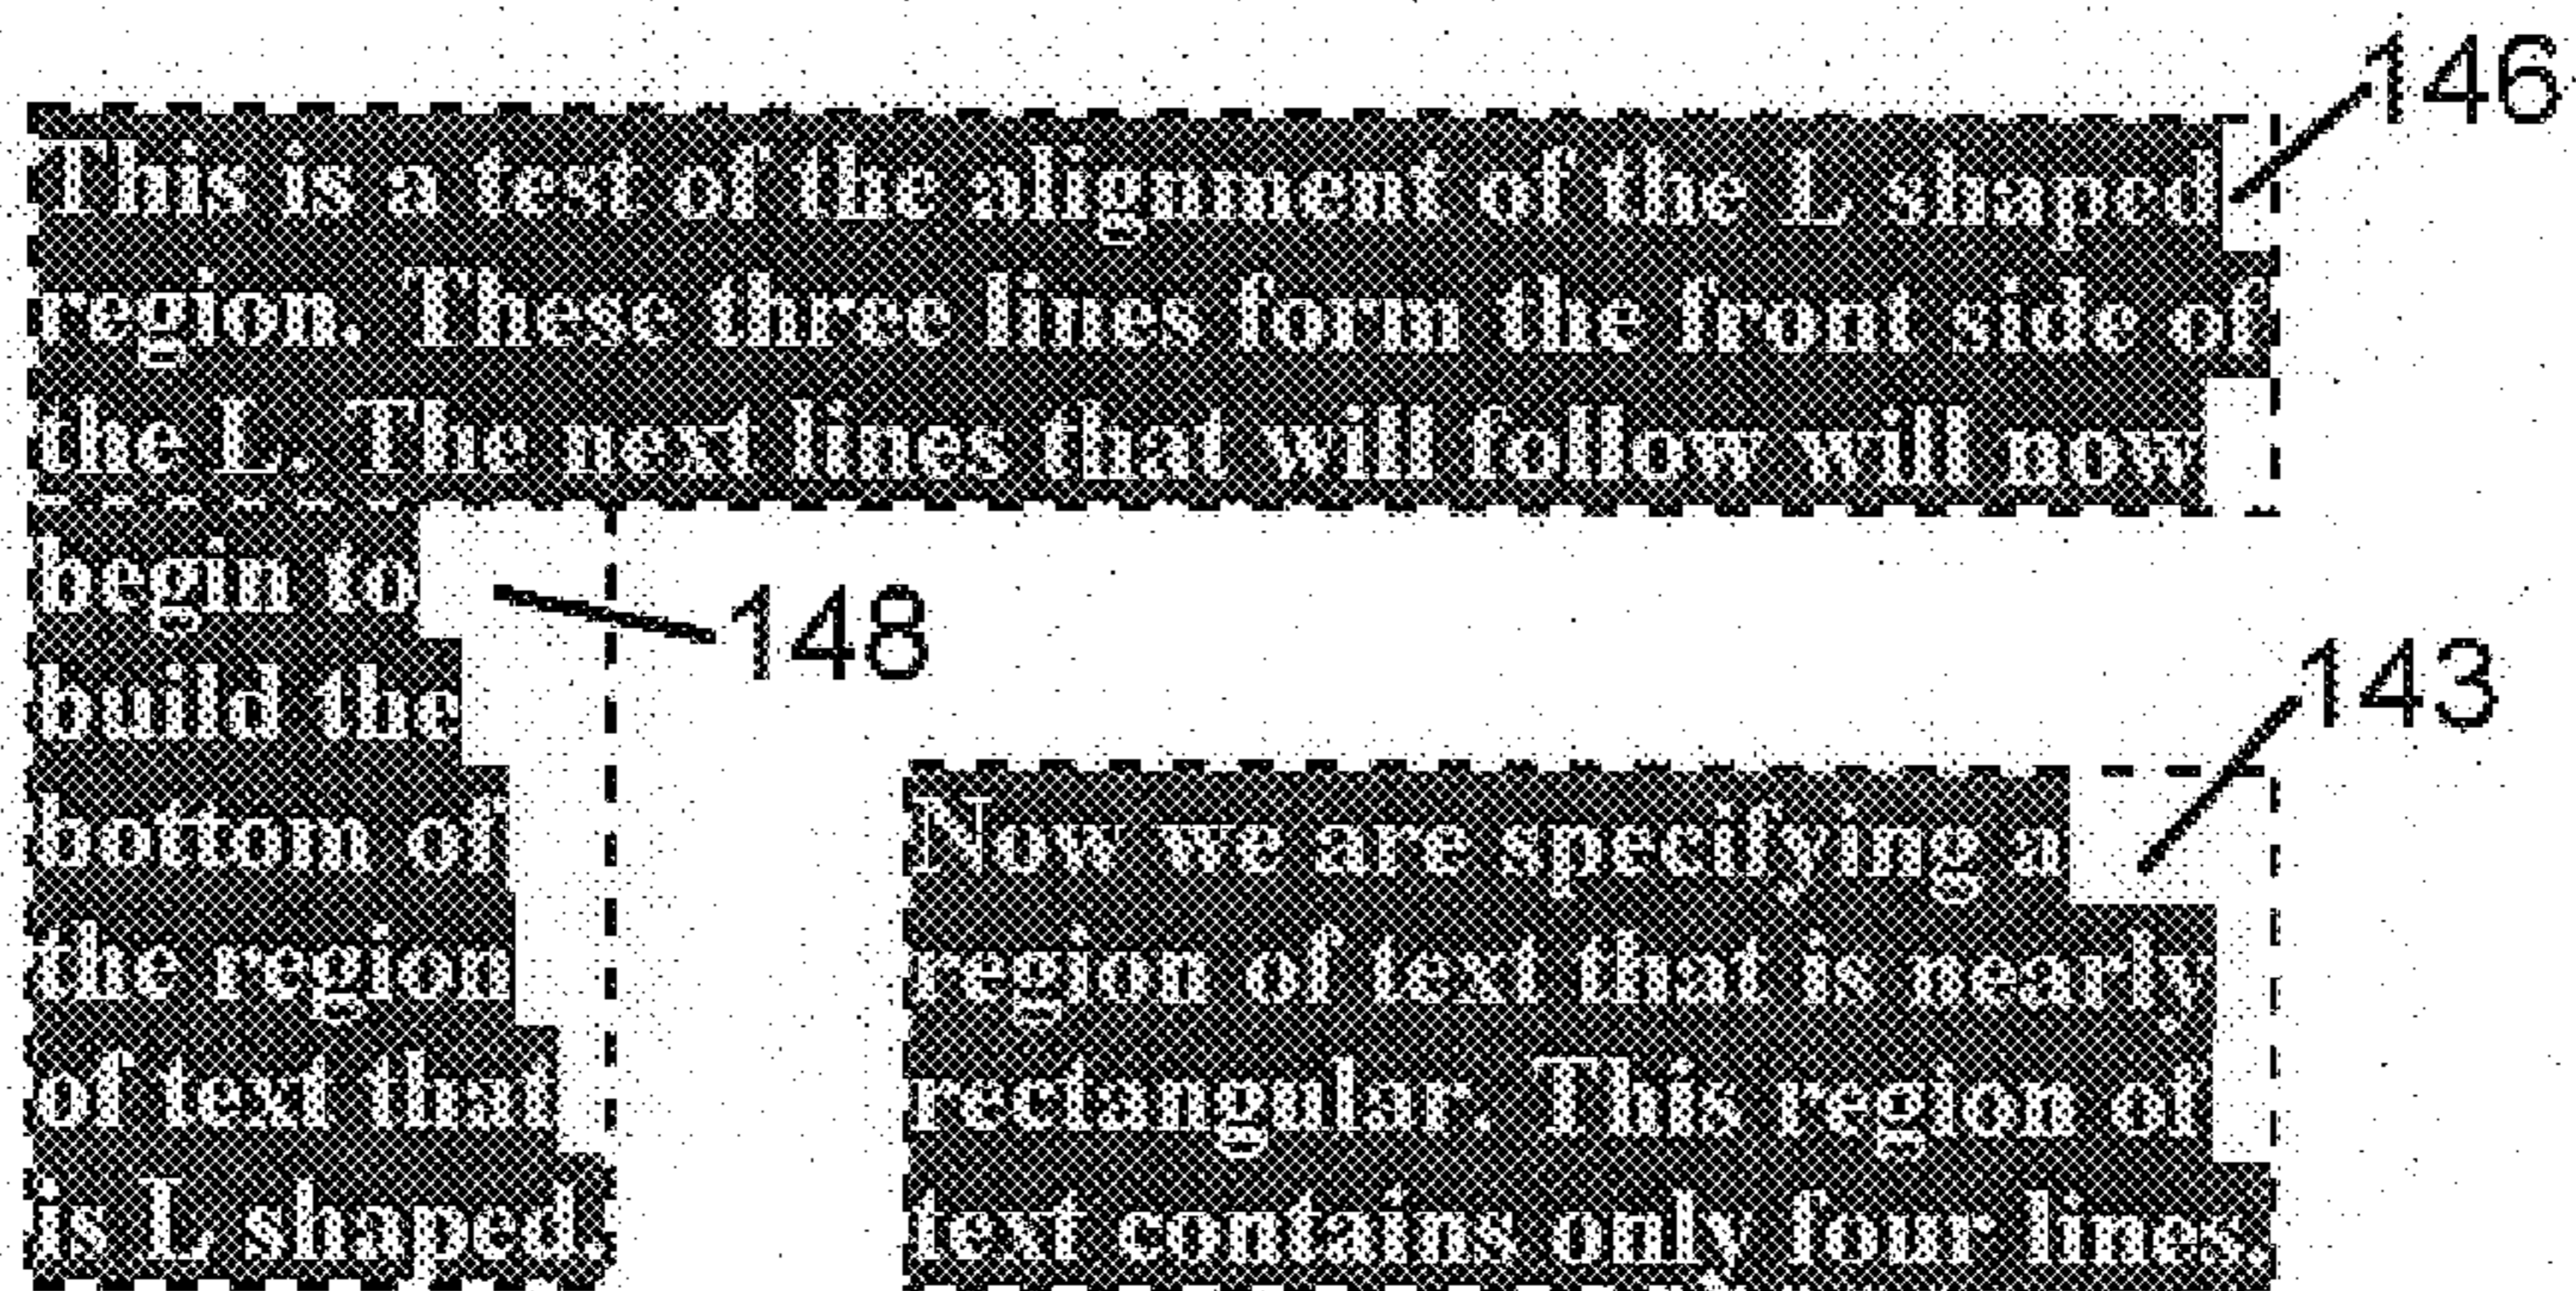 146
This is a test of the alignment of the L shaped
region. These three lines form the front side of
the L. The next lines that will follow will now
begin to
148
build the
bottom of
the region
of text that
is L shaped.
143
Now we are specifying a
region of text that is nearly
rectangular. This region of
text contains only four lines.